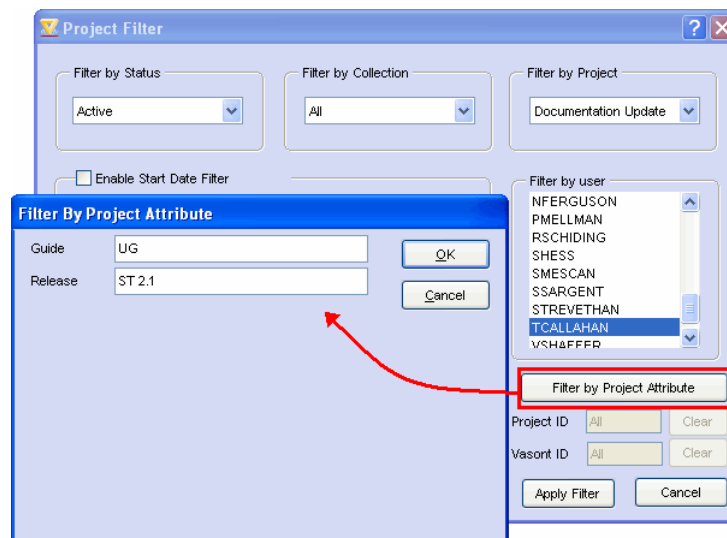 Project Filter
?
Filter by Status
Filter by Collection
Filter by Project
Active
All
Documentation Update
Enable Start Date Filter
Filter by user
NFERGUSON
PMELLMAN
RSCHIDING
SHESS
SMESCAN
SSARGENT
STREVETHAN
TCALLAHAN
VSHAFFER
Filter By Project Attribute
Guide
UG
OK
Release
ST 2.1
Cancel
Filter by Project Attribute
Project ID
All
Clear
Vasont ID
All
Clear
Apply Filter
Cancel